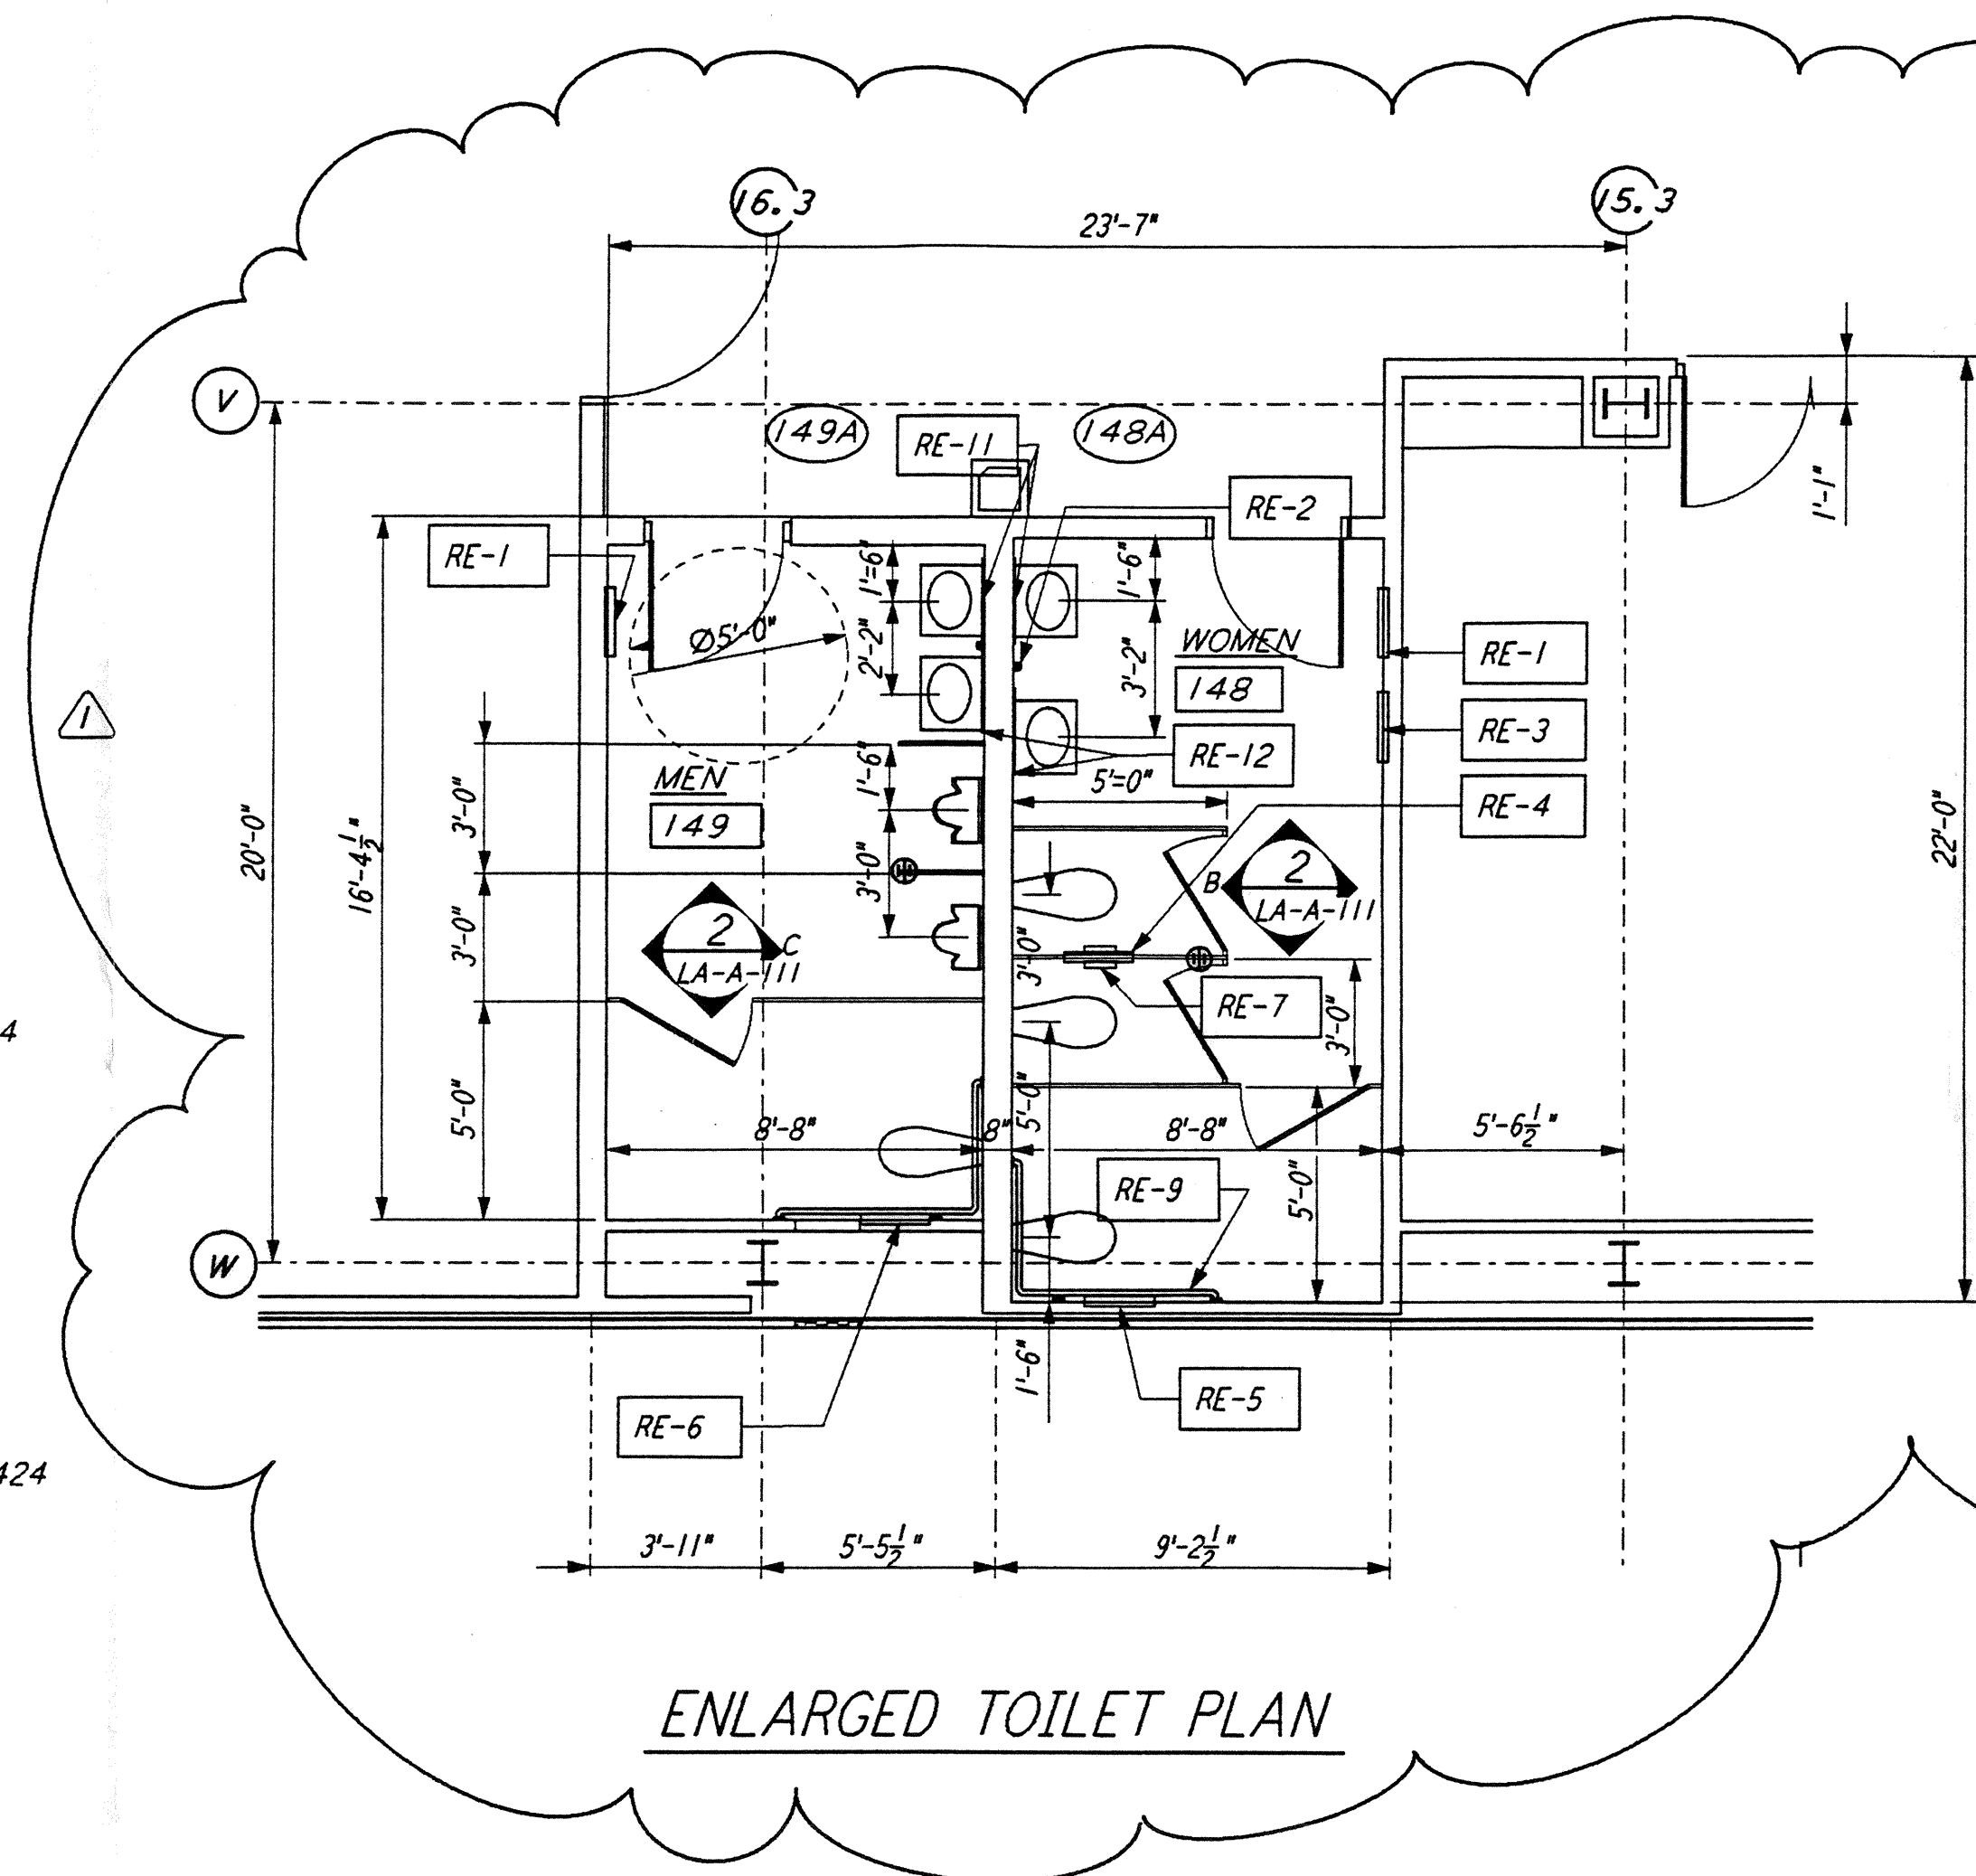 16.3
15.3
23'-7"
V
149A
RE-11
148A
RE-2
RE-1
1'=6"
1'-6"
1'-1"
Ø5'-0"
2'-2"
3'-2"
WOMEN
148
RE-1
RE-3
RE-12
RE-4
1
MEN
149
1'-6"
5'=0"
3'-0"
20'-0"
16'-4 1/2"
3'-0"
22'-0"
2
B
LA-A-111
2
C
LA-A-111
3'-0"
3'-0"
RE-7
3'-0"
4
5'-0"
8'-8"
8"
5'-0"
8'-8"
5'-6 1/2"
RE-9
5'-0"
W
1'-6"
RE-6
RE-5
424
3'-11"
5'-5 1/2"
9'-2 1/2"
ENLARGED TOILET PLAN